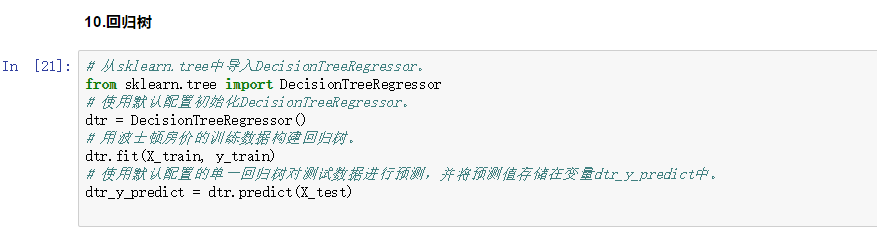 10.回归树
In [21]:
# 从sklearn.tree中导入DecisionTreeRegressor。
from sklearn.tree import DecisionTreeRegressor
# 使用默认配置初始化DecisionTreeRegressor。
dtr = DecisionTreeRegressor()
# 用波士顿房价的训练数据构建回归树。
dtr.fit(X_train, y_train)
# 使用默认配置的单一回归树对测试数据进行预测，并将预测值存储在变量dtr_y_predict中。
dtr_y_predict = dtr.predict(X_test)